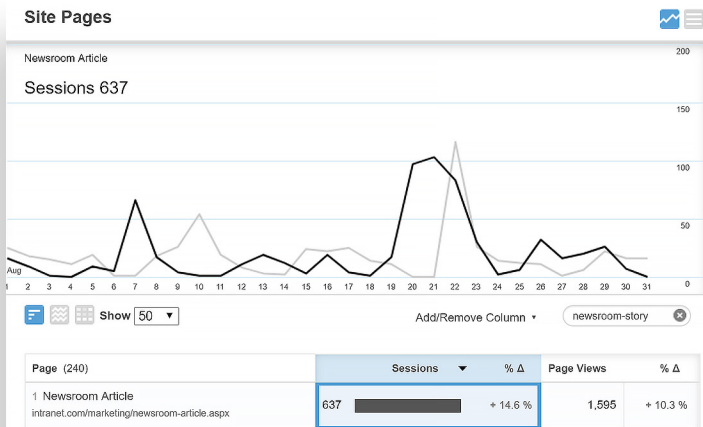 Site Pages
200
Newsroom Article
Sessions 637
150
100
50
Aug
0
1 2 3 4 5 6 7 8 9 10 11 12 13 14 15 16 17 18 19 20 21 22 23 24 25 26 27 28 29 30 31
Show 50 Add/Remove Column newsroom-story
Page (240) Sessions % Δ Page Views % Δ
1 Newsroom Article 637 + 14.6 % 1,595 + 10.3 %
intranet.com/marketing/newsroom-article.aspx